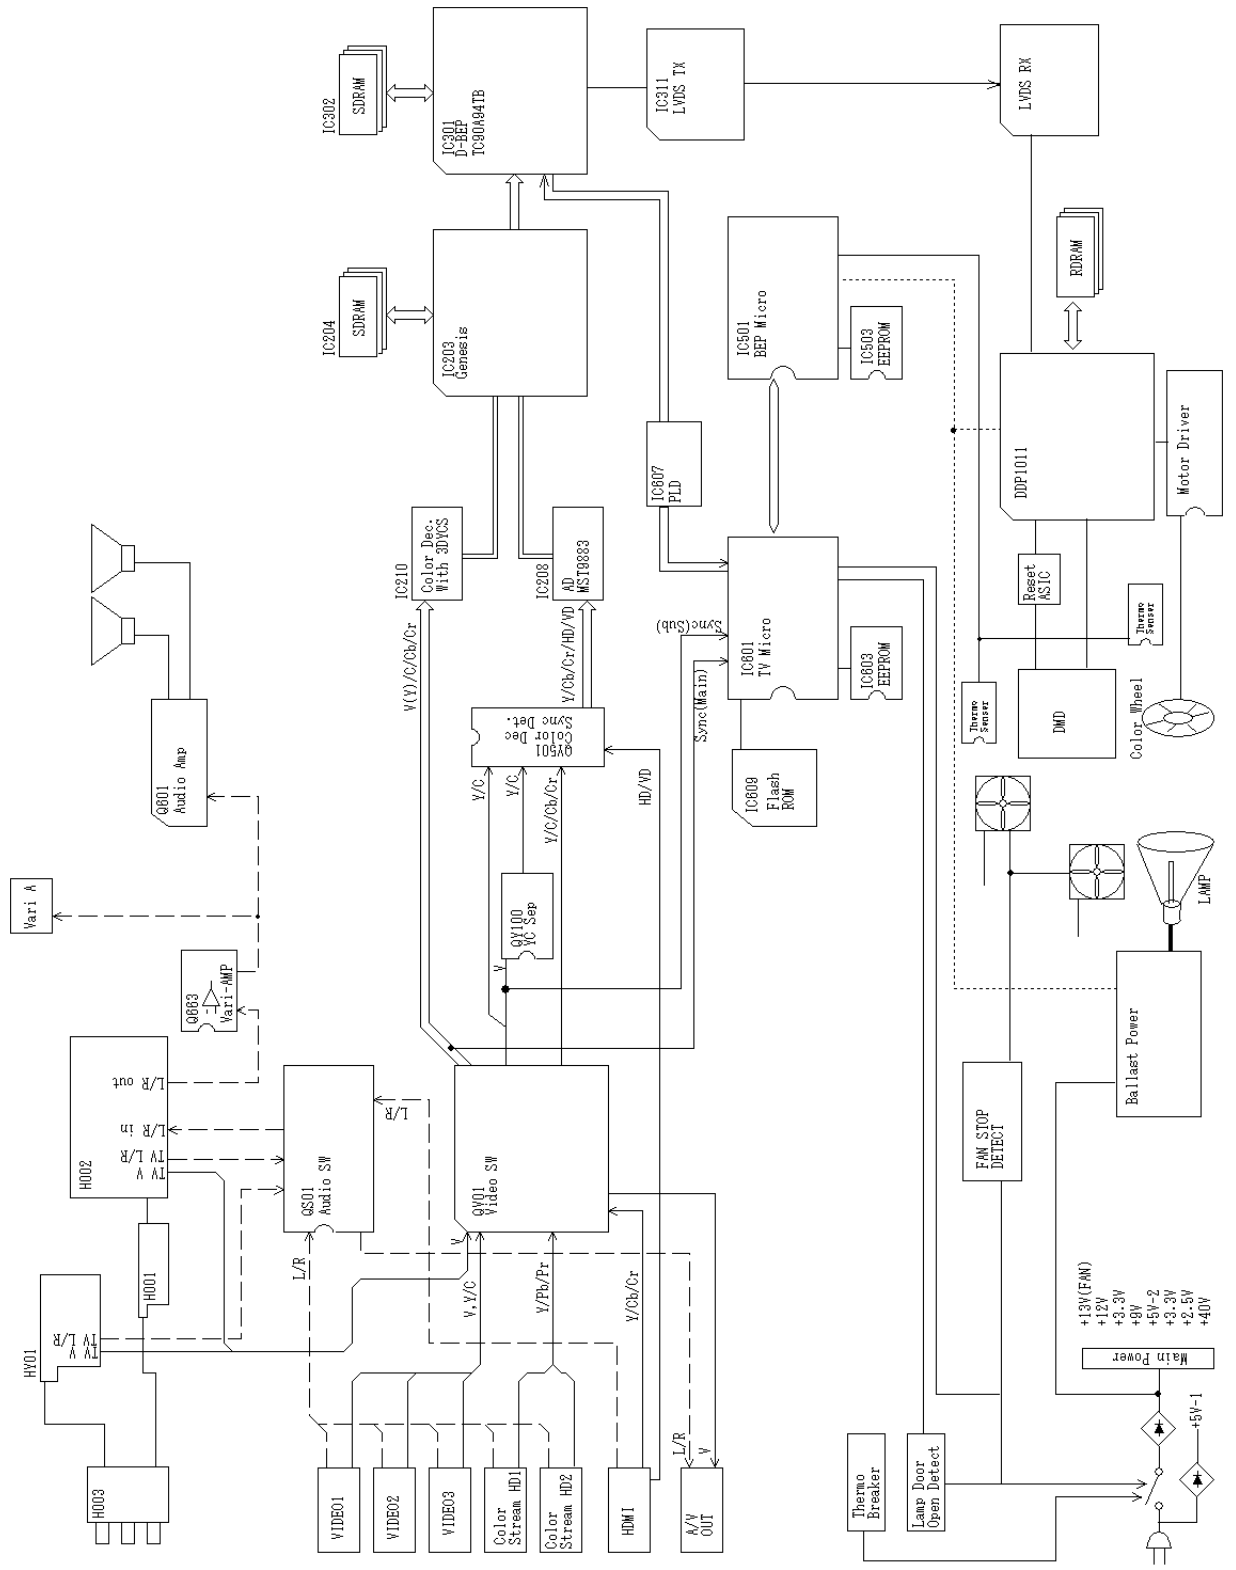 IC302
SDRAM
IC301
D-BEP
TC90A94TB
IC311
LVDS TX
LVDS RX
IC204
SDRAM
IC203
Genesis
IC501
BEP Micro
IC503
EEPROM
RDRAM
DDP1011
Motor Driver
IC607
PLD
IC210
Color Dec.
With 3DYCS
IC208
AD
MST9883
V(Y)/C/Cb/Cr
Y/Cb/Cr/HD/VD
Sync(Sub)
Sync(Main)
IC601
TV Micro
IC603
EEPROM
Reset
ASIC
Thermo
Senser
Thermo
Senser
DMD
Color Wheel
QY501
Color Dec
Sync Det.
Y/C
Y/C
Y/C/Cb/Cr
HD/VD
IC609
Flash
ROM
Q601
Audio Amp
Vari A
Q663
Vari-AMP
QY100
YC Sep
V
LAMP
Ballast Power
FAN STOP
DETECT
H002
L/R out
L/R in
TV L/R
TV V
QS01
Audio SW
L/R
L/R
QV01
Video SW
V
V,Y/C
Y/Pb/Pr
Y/Cb/Cr
H001
HY01
TV L/R
TV V
H003
VIDEO1
VIDEO2
VIDEO3
Color
Stream HD1
Color
Stream HD2
HDMI
A/V
OUT
L/R
V
Thermo
Breaker
Lamp Door
Open Detect
Main Power
+13V(FAN)
+12V
+3.3V
+9V
+5V-2
+3.3V
+2.5V
+40V
+5V-1